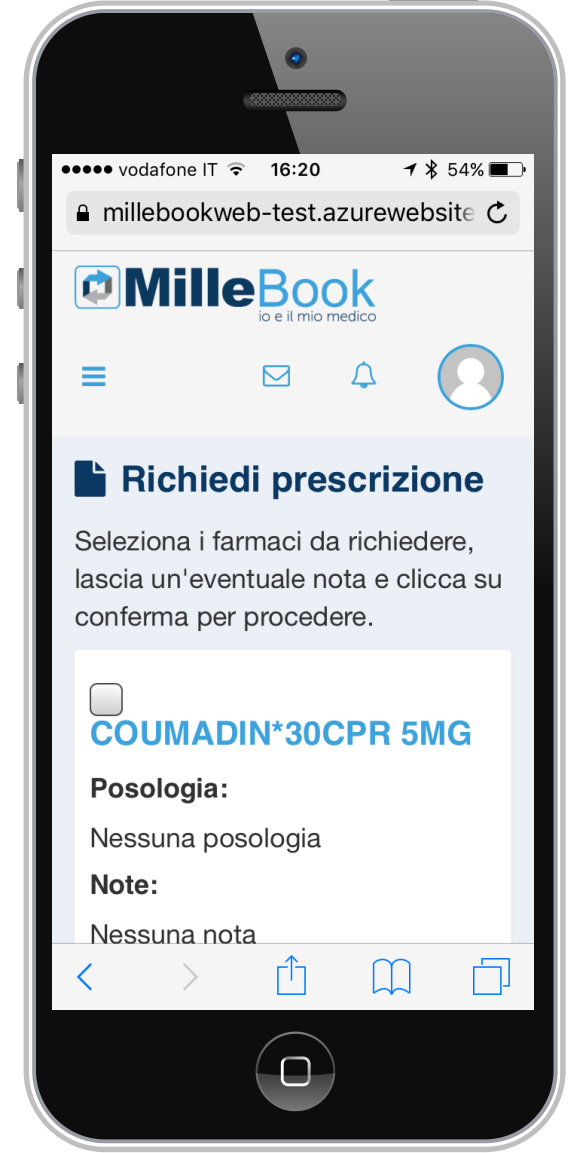 vodafone IT 16:20 54%
millebookweb-test.azurewebsite
MilleBook
io e il mio medico
Richiedi prescrizione
Seleziona i farmaci da richiedere,
lascia un'eventuale nota e clicca su
conferma per procedere.
COUMADIN*30CPR 5MG
Posologia:
Nessuna posologia
Note:
Nessuna nota